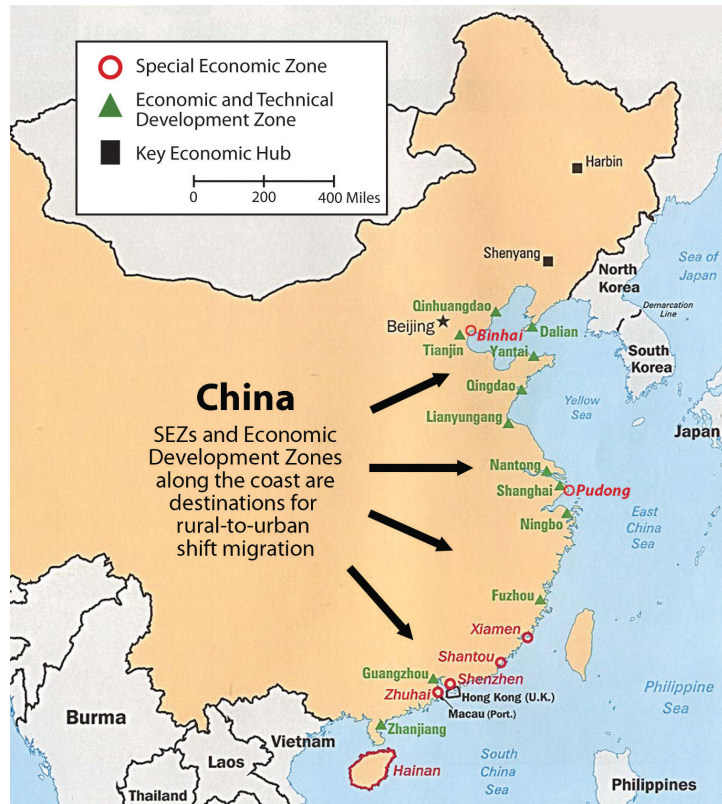 Special Economic Zone
Economic and Technical
Development Zone
Key Economic Hub
0 200 400 Miles
Harbin
Shenyang
Sea of
Japan
North
Korea
Qinhuangdao
Demarcation
Line
Beijing
Binhai
Dalian
Tianjin
Yantai
South
Korea
China
Qingdao
Yellow
Sea
Lianyungang
Japan
SEZs and Economic
Development Zones
along the coast are
destinations for
rural-to-urban
shift migration
Nantong
Shanghai
Pudong
East
China
Sea
Ningbo
Fuzhou
Xiamen
Shantou
Guangzhou
Shenzhen
Zhuhai
Hong Kong (U.K.)
Macau (Port.)
Philippine
Sea
Burma
Zhanjiang
Vietnam
Laos
South
China
Sea
Hainan
Thailand
Philippines